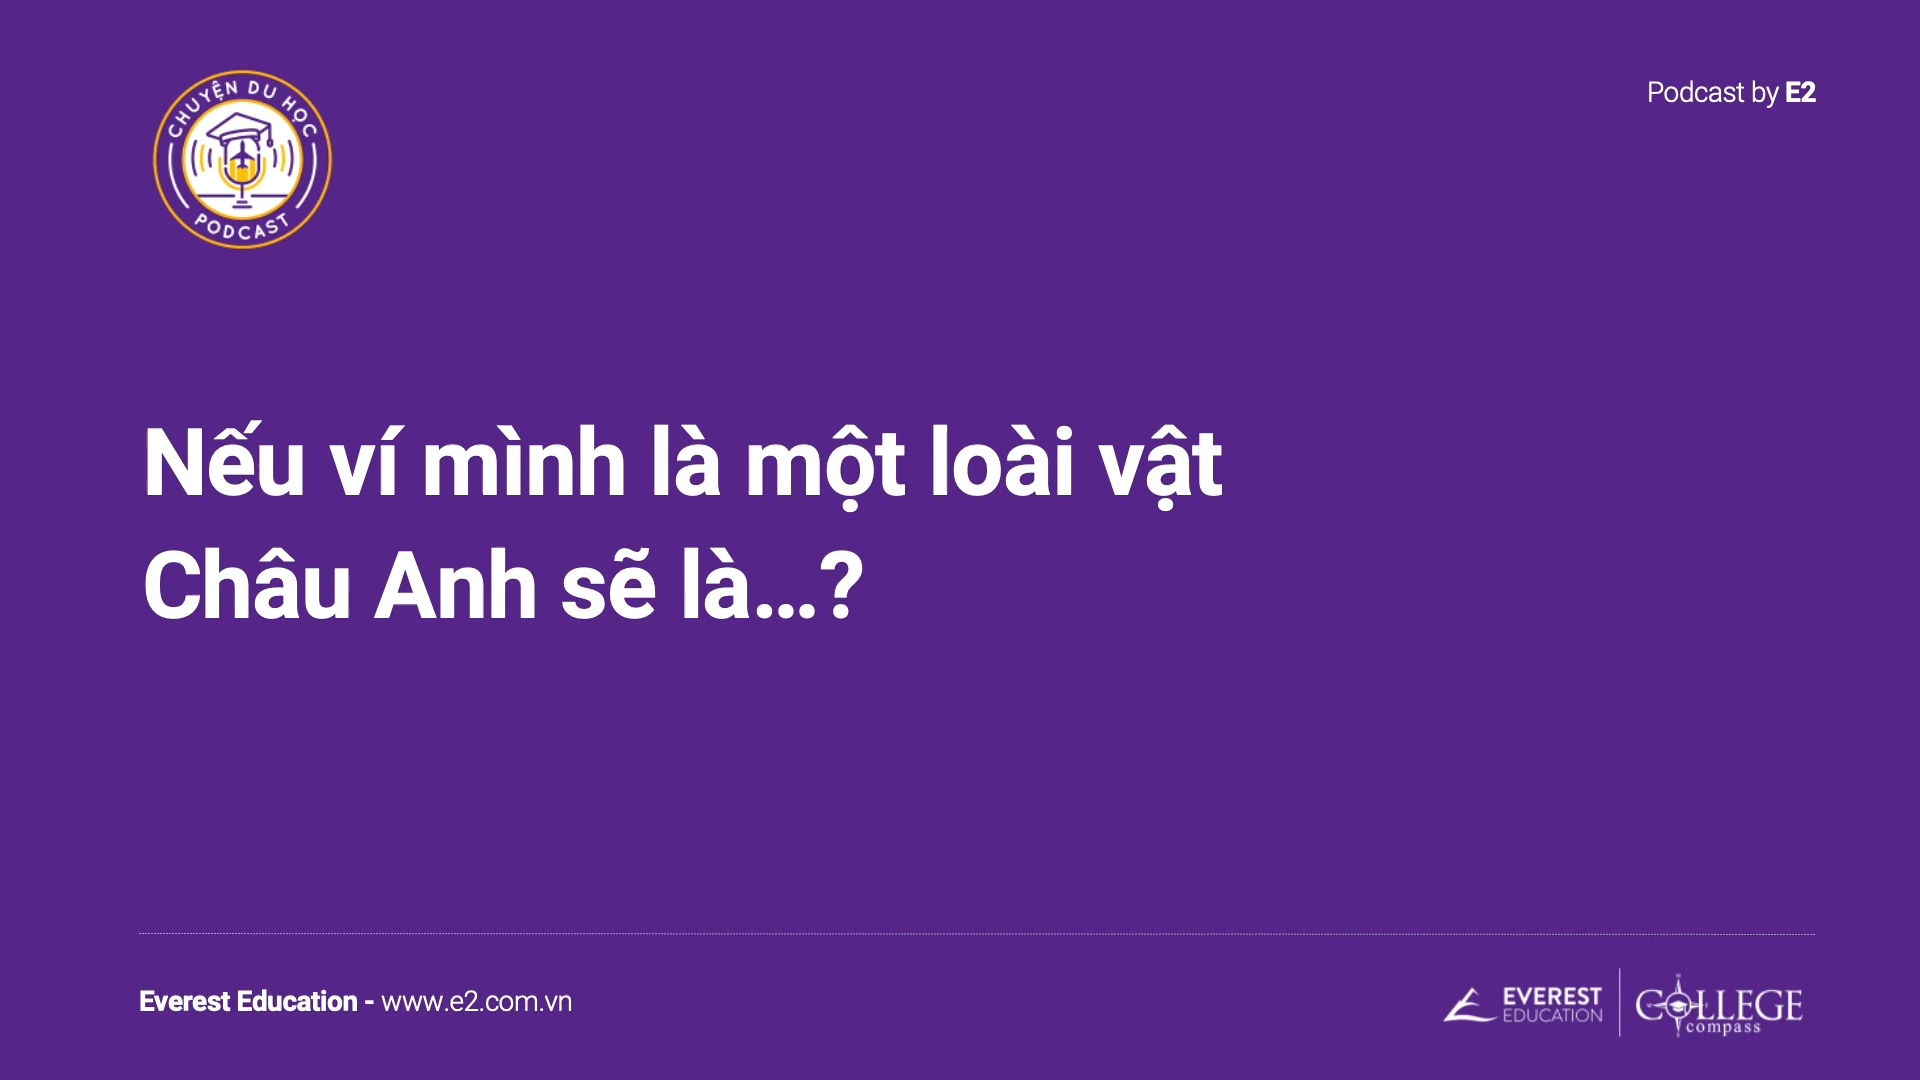 CHUYỆN DU HỌC
PODCAST
Podcast by E2
Nếu ví mình là một loài vật
Châu Anh sẽ là...?
Everest Education - www.e2.com.vn
EVEREST
EDUCATION
COLLEGE
compass